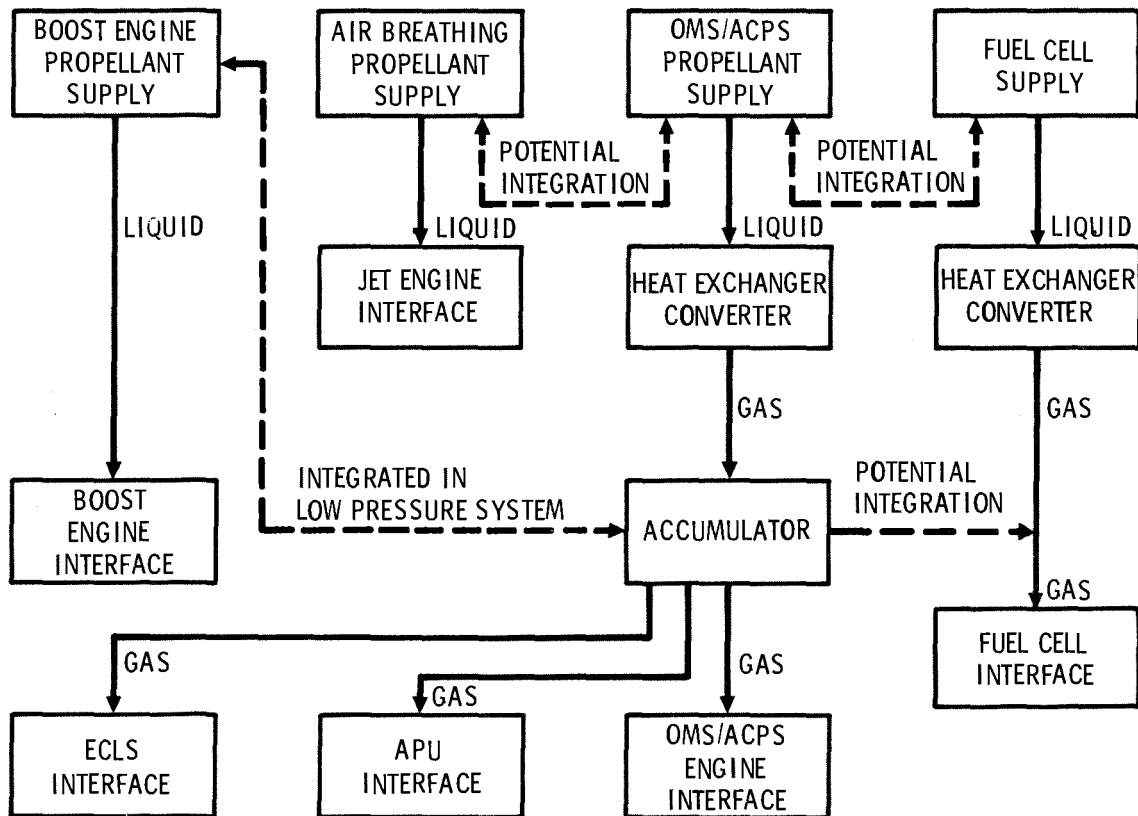 BOOST ENGINE
PROPELLANT
SUPPLY
AIR BREATHING
PROPELLANT
SUPPLY
OMS/ACPS
PROPELLANT
SUPPLY
FUEL CELL
SUPPLY
POTENTIAL
INTEGRATION
POTENTIAL
INTEGRATION
LIQUID
LIQUID
LIQUID
LIQUID
JET ENGINE
INTERFACE
HEAT EXCHANGER
CONVERTER
HEAT EXCHANGER
CONVERTER
GAS
GAS
BOOST
ENGINE
INTERFACE
INTEGRATED IN
LOW PRESSURE SYSTEM
ACCUMULATOR
POTENTIAL
INTEGRATION
GAS
FUEL CELL
INTERFACE
GAS
GAS
GAS
ECLS
INTERFACE
APU
INTERFACE
OMS/ACPS
ENGINE
INTERFACE